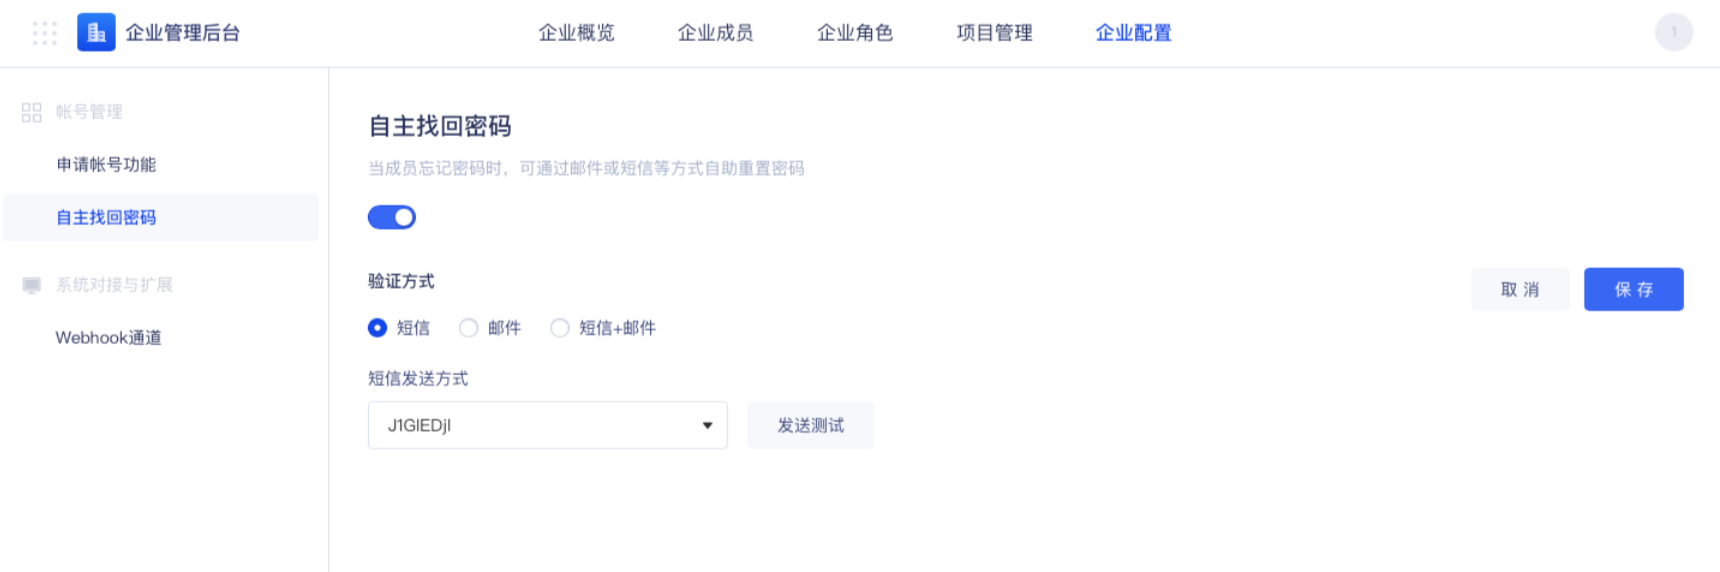 企业管理后台
企业概览
企业成员
企业角色
项目管理
企业配置
1
帐号管理
申请帐号功能
自主找回密码
系统对接与扩展
Webhook通道
自主找回密码
当成员忘记密码时，可通过邮件或短信等方式自助重置密码
验证方式
取 消
保 存
短信
邮件
短信+邮件
短信发送方式
J1GIEDjI
发送测试